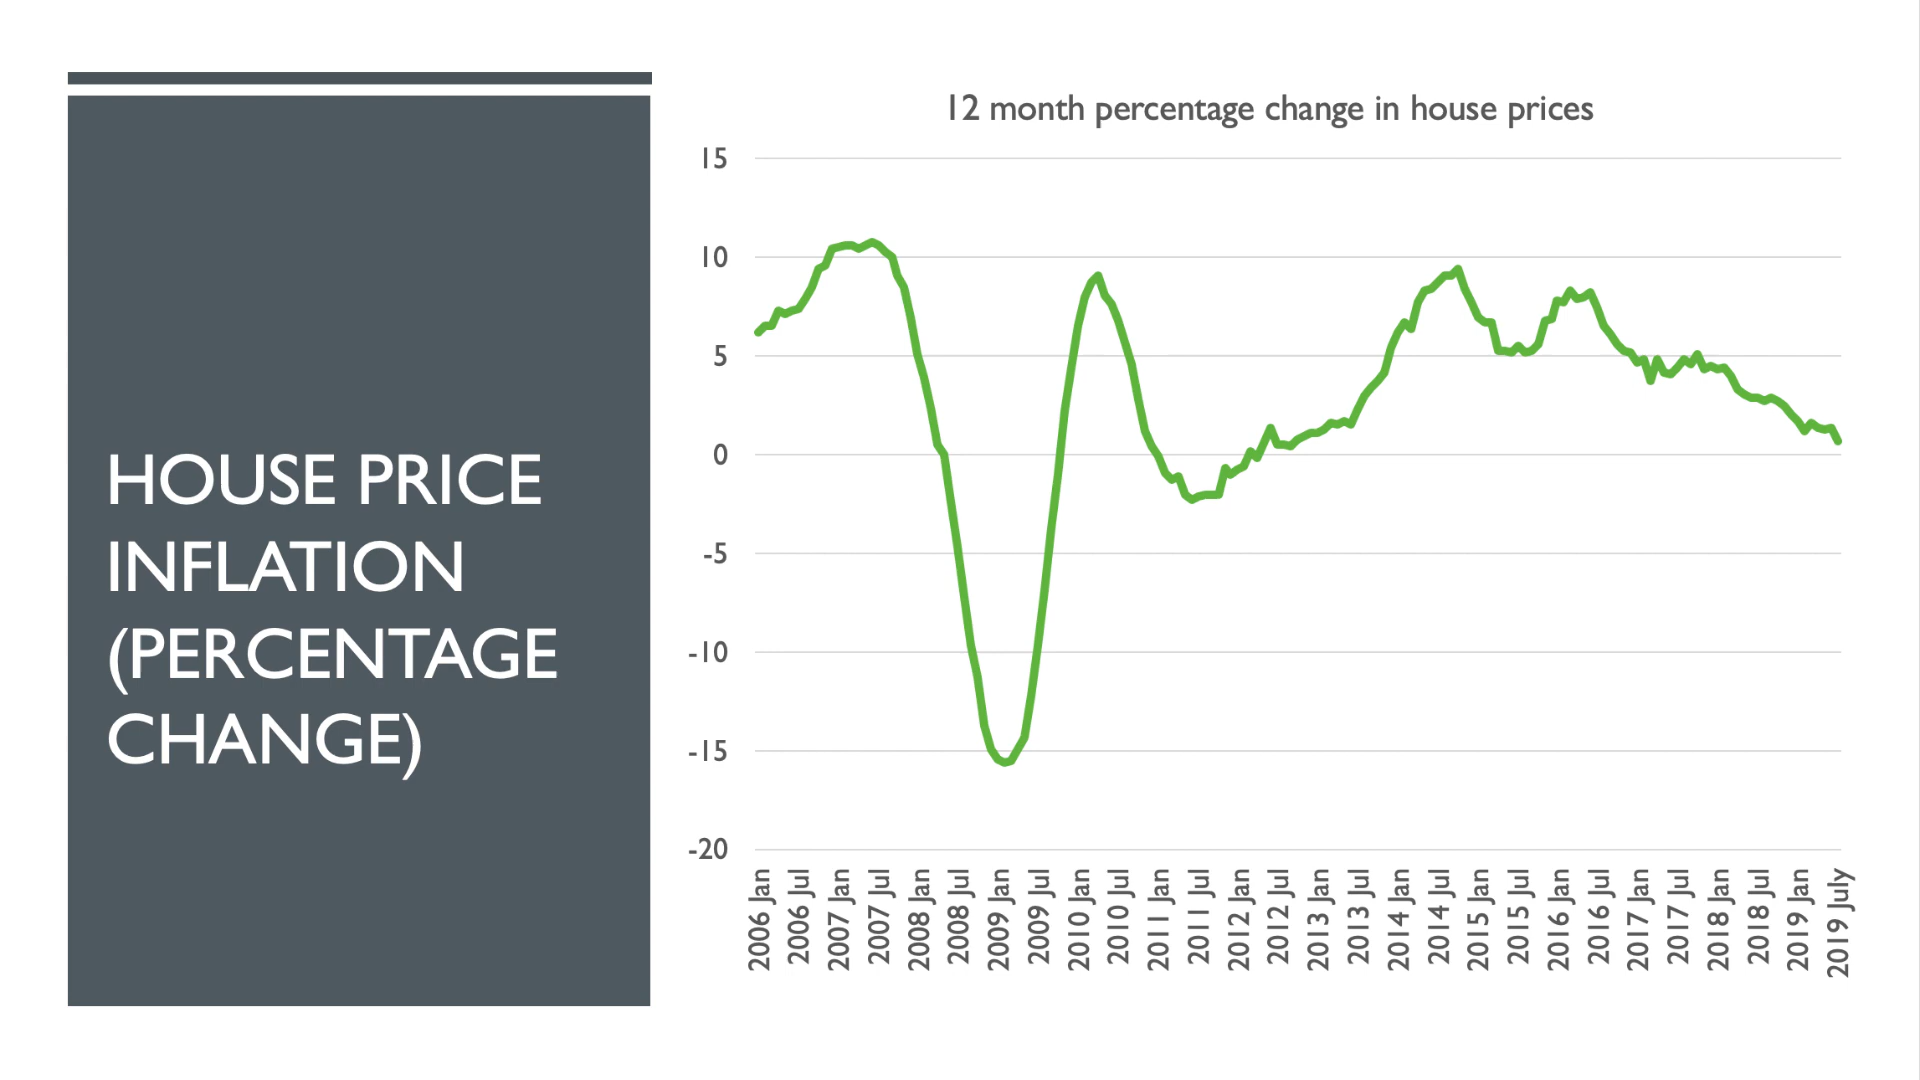 HOUSE PRICE
INFLATION
(PERCENTAGE
CHANGE)
12 month percentage change in house prices
15
10
5
0
-5
-10
-15
-20
2006 Jan
2006 Jul
2007 Jan
2007 Jul
2008 Jan
2008 Jul
2009 Jan
2009 Jul
2010 Jan
2010 Jul
2011 Jan
2011 Jul
2012 Jan
2012 Jul
2013 Jan
2013 Jul
2014 Jan
2014 Jul
2015 Jan
2015 Jul
2016 Jan
2016 Jul
2017 Jan
2017 Jul
2018 Jan
2018 Jul
2019 Jan
2019 July